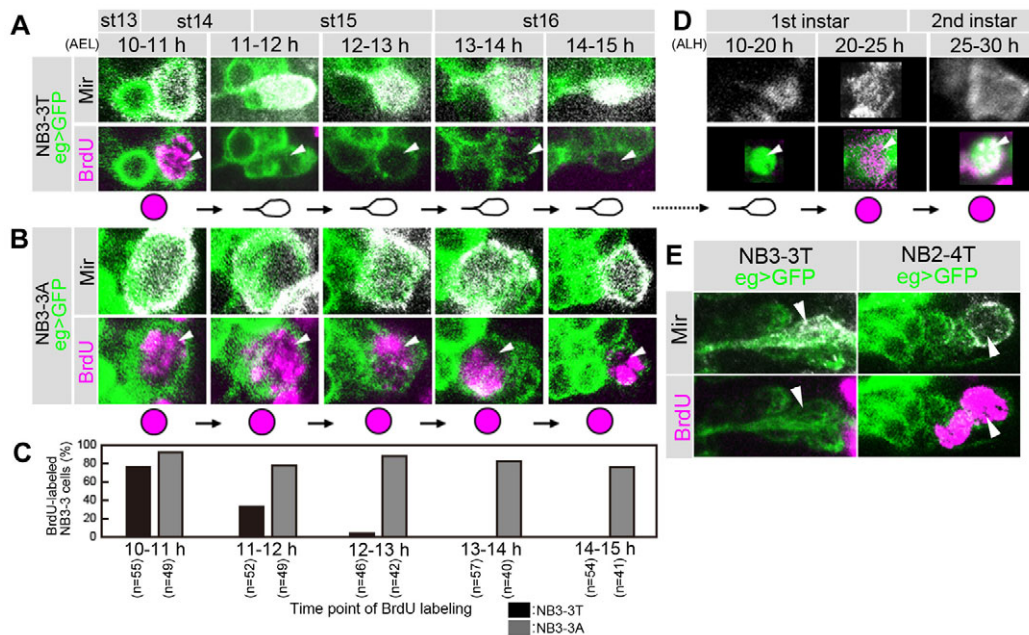 A
st13
st14
st15
st16
(AEL)
10-11 h
11-12 h
12-13 h
13-14 h
14-15 h
NB3-3T
eg>GFP
Mir
BrdU
B
NB3-3A
eg>GFP
Mir
BrdU
C
BrdU-labeled
NB3-3 cells (%)
100
80
60
40
20
0
10-11 h
11-12 h
12-13 h
13-14 h
14-15 h
(n=55)
(n=49)
(n=52)
(n=49)
(n=46)
(n=42)
(n=57)
(n=40)
(n=54)
(n=41)
Time point of BrdU labeling
:NB3-3T
:NB3-3A
D
1st instar
2nd instar
(ALH)
10-20 h
20-25 h
25-30 h
E
NB3-3T
eg>GFP
NB2-4T
eg>GFP
Mir
BrdU